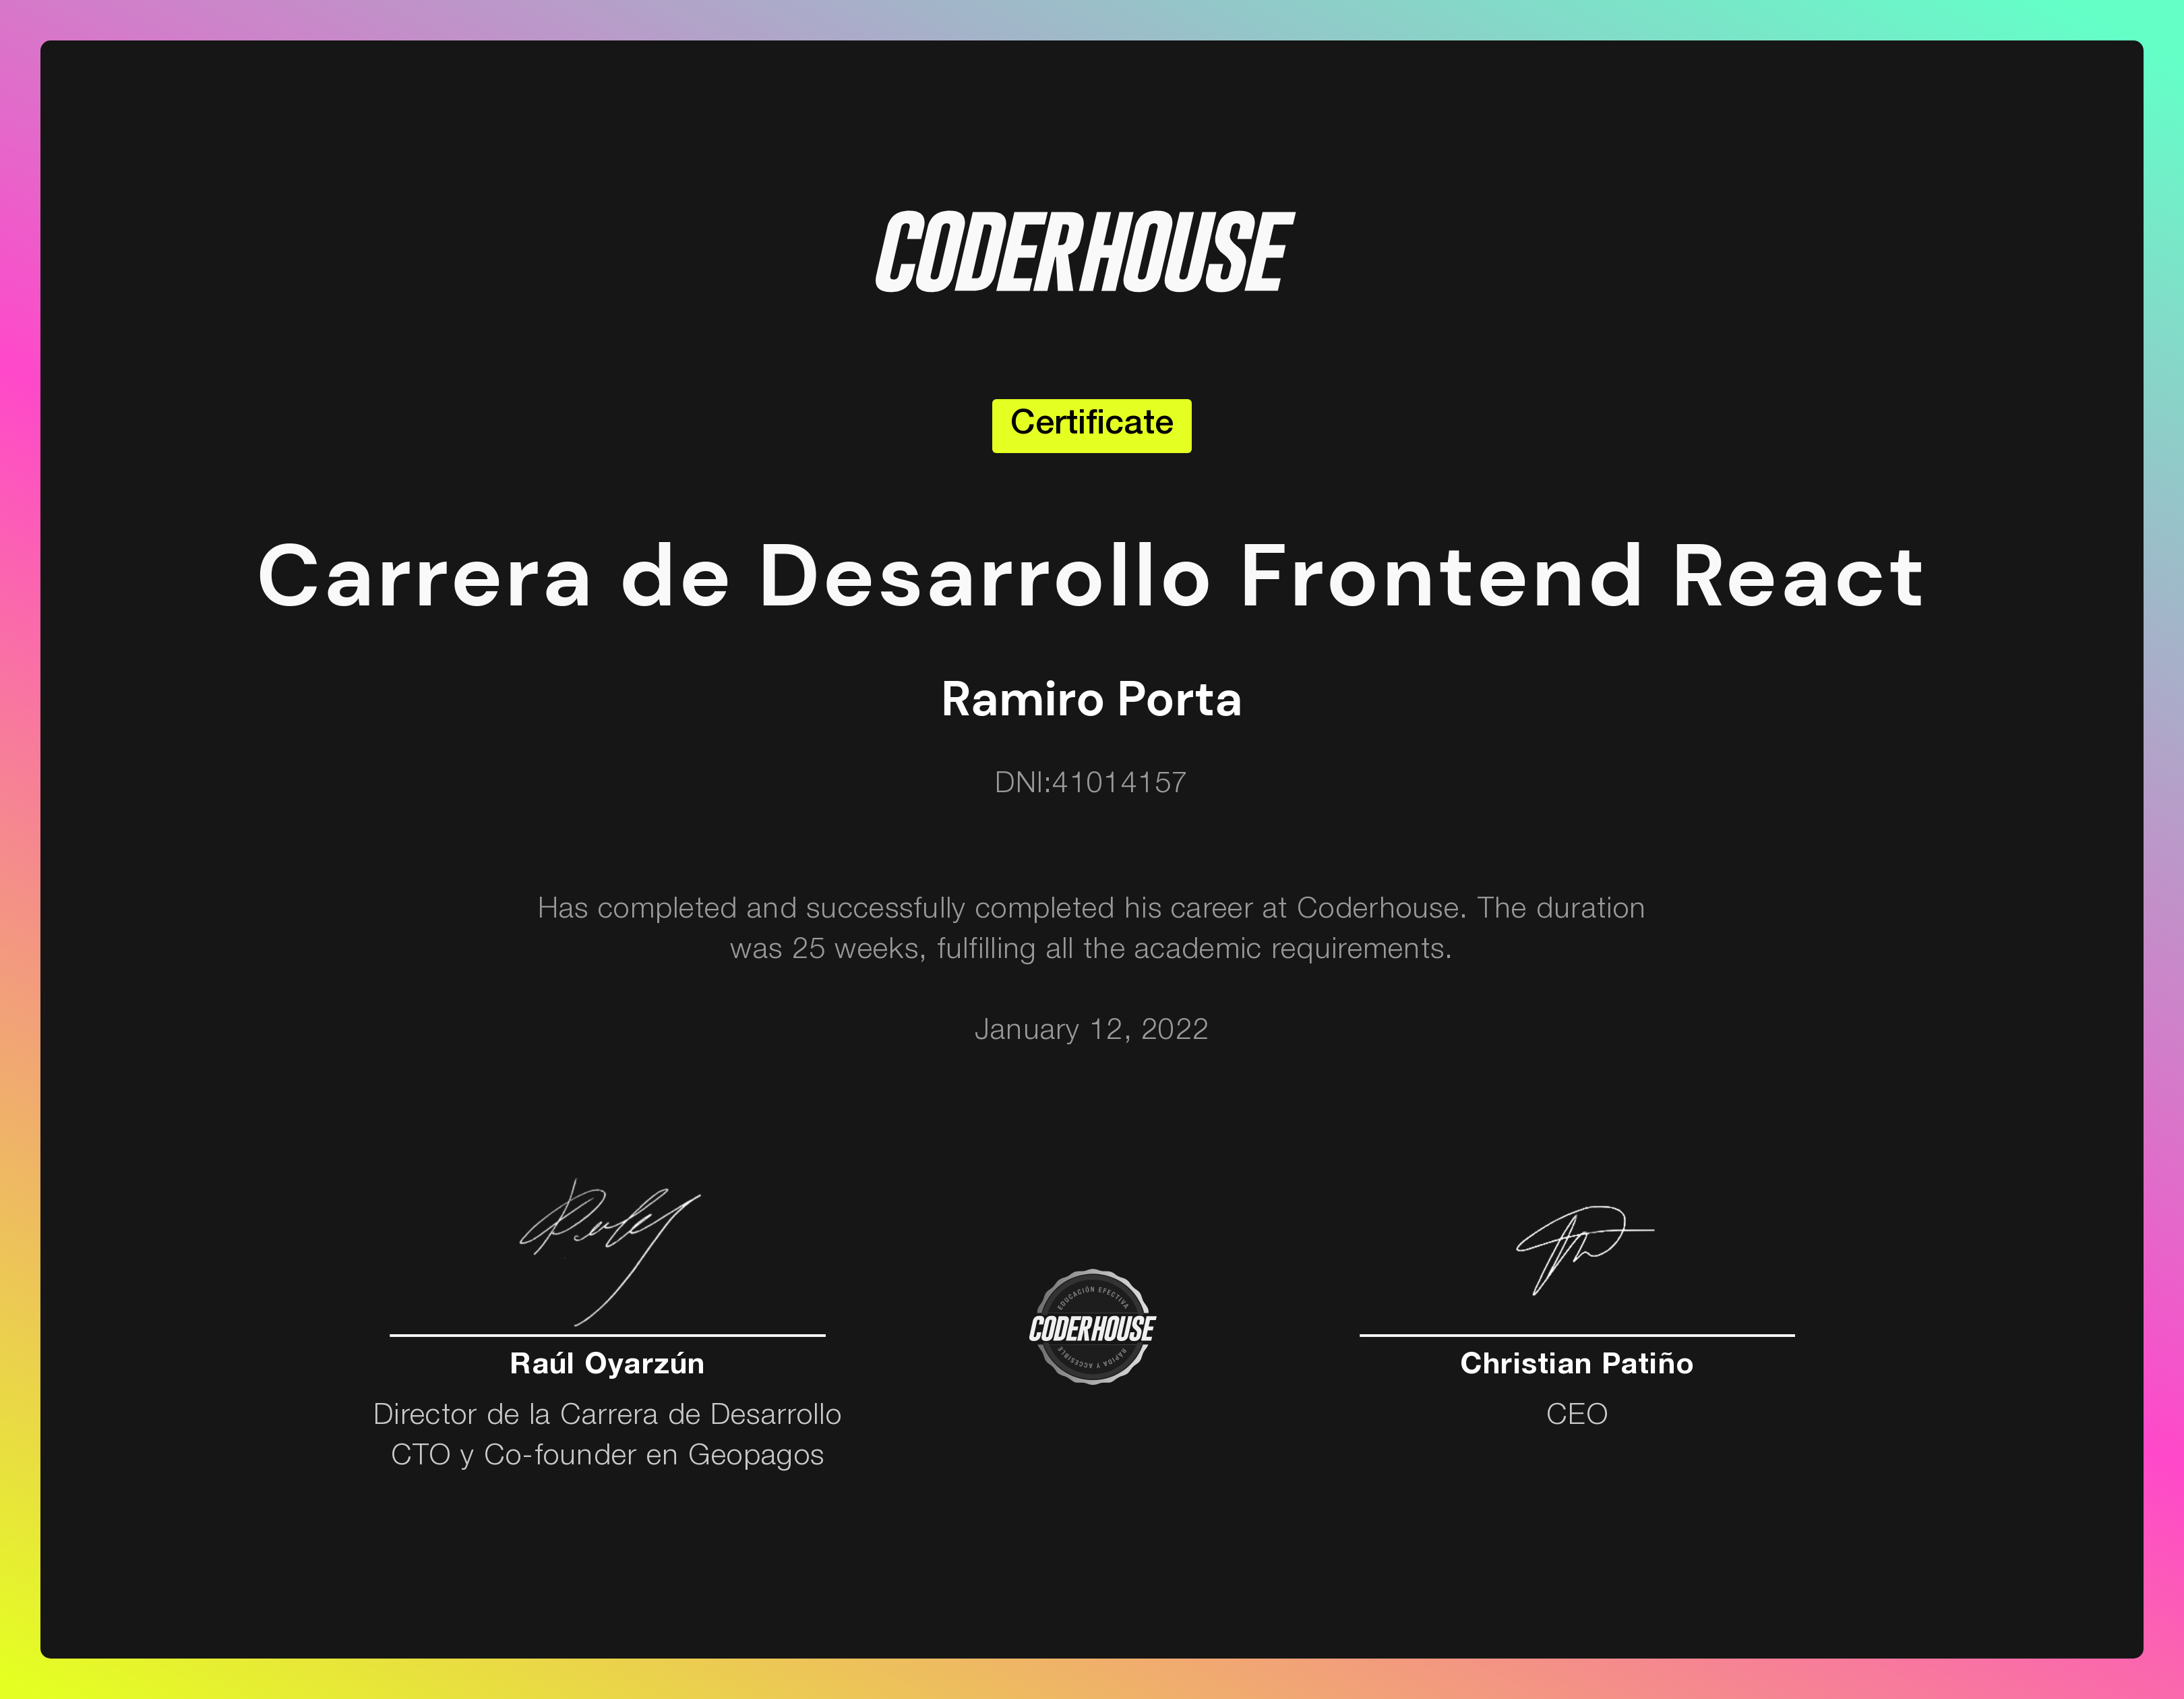 CODERHOUSE
Certificate
Carrera de Desarrollo Frontend React
Ramiro Porta
DNI:41014157
Has completed and successfully completed his career at Coderhouse. The duration
was 25 weeks, fulfilling all the academic requirements.
January 12, 2022
EDUCACIÓN EFECTIVA
CODERHOUSE
RÁPIDA Y ACCESIBLE
Raúl Oyarzún
Director de la Carrera de Desarrollo
CTO y Co-founder en Geopagos
Christian Patiño
CEO